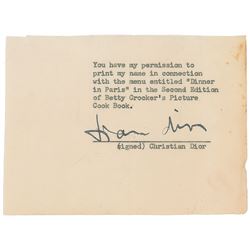 You have my permission to
print my name in connection
with the menu entitled "Dinner
in Paris" in the Second Edition
of Betty Crocker's Picture
Cook Book.
Dior
(signed) Christian Dior